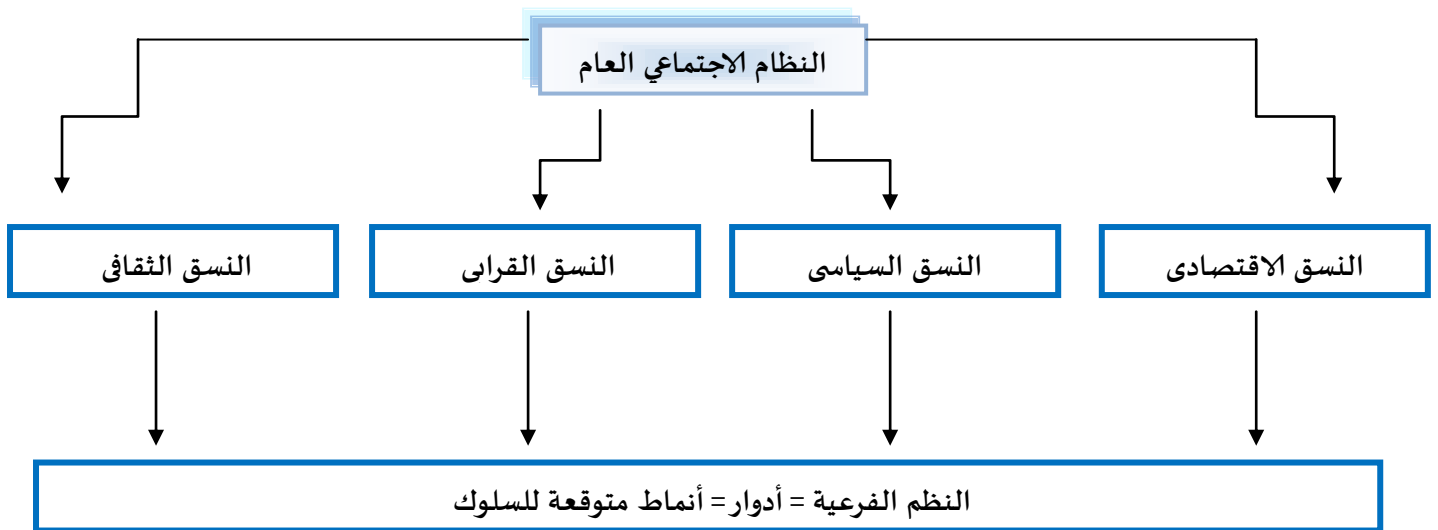 النظام الاجتماعي العام
النسق الاقتصادى
النسق السياسى
النسق القرابى
النسق الثقافى
النظم الفرعية = أدوار = أنماط متوقعة للسلوك